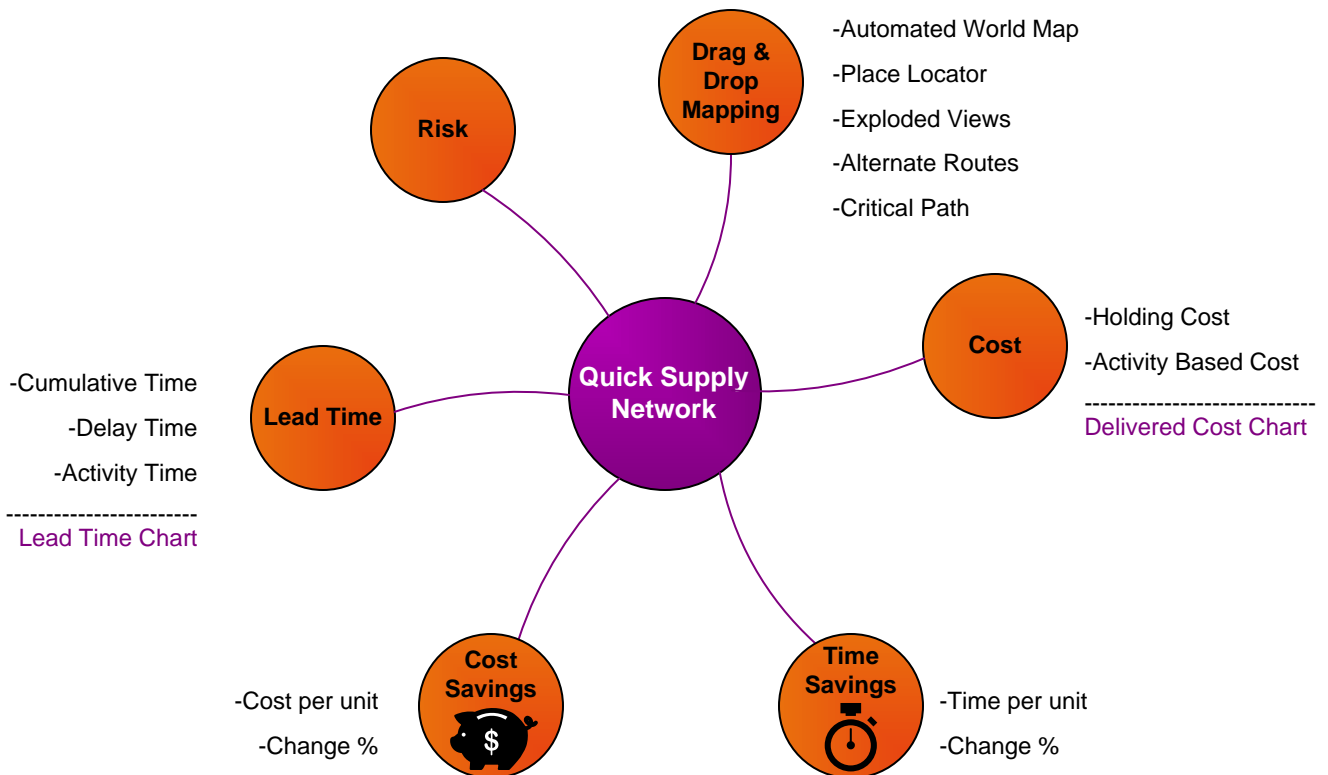 Drag &
Drop
Mapping
-Automated World Map
-Place Locator
-Exploded Views
-Alternate Routes
-Critical Path
Risk
Cost
-Holding Cost
-Activity Based Cost
-----------------------------
Delivered Cost Chart
Quick Supply
Network
Lead Time
-Cumulative Time
-Delay Time
-Activity Time
------------------------
Lead Time Chart
Cost
Savings
$
-Cost per unit
-Change %
Time
Savings
-Time per unit
-Change %